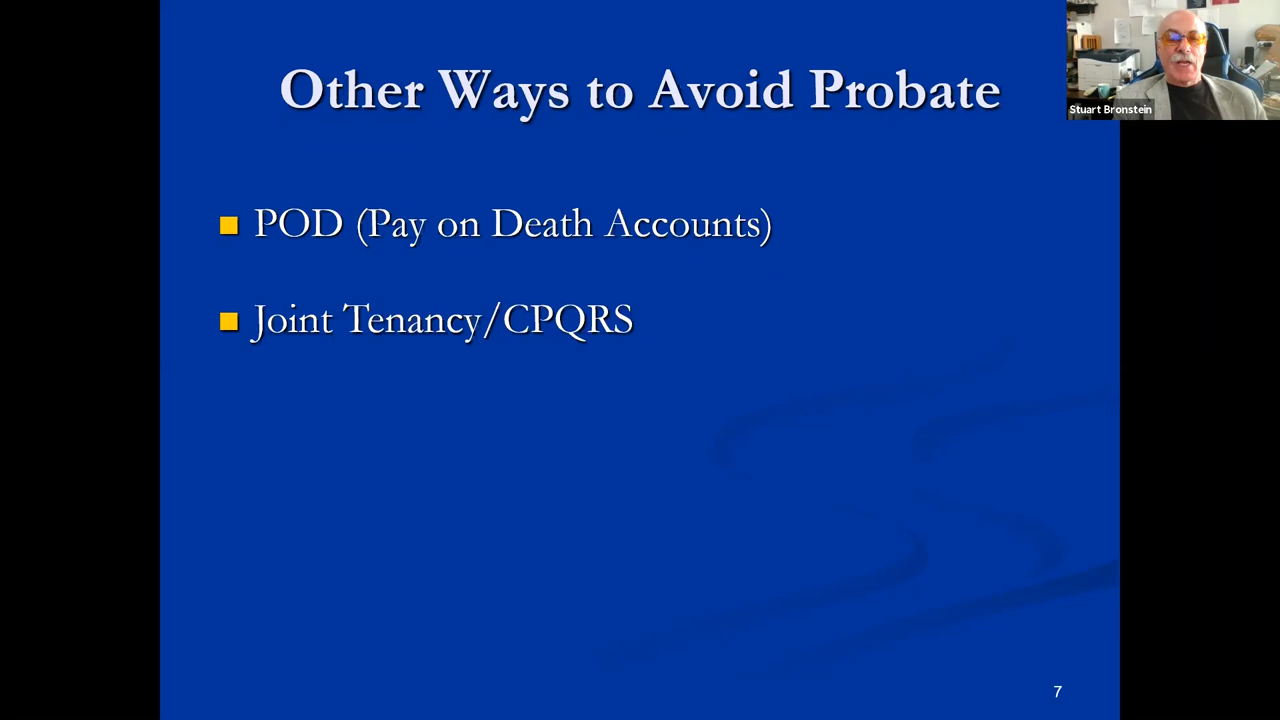 Other Ways to Avoid Probate
Stuart Bronstein
POD (Pay on Death Accounts)
Joint Tenancy/CPQRS
7